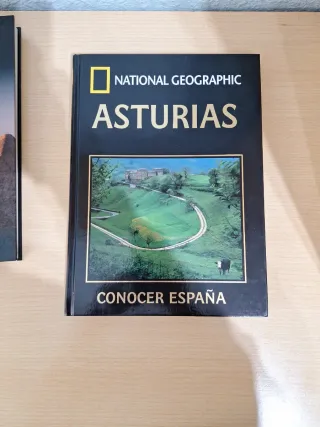 NATIONAL GEOGRAPHIC
ASTURIAS
CONOCER ESPAÑA